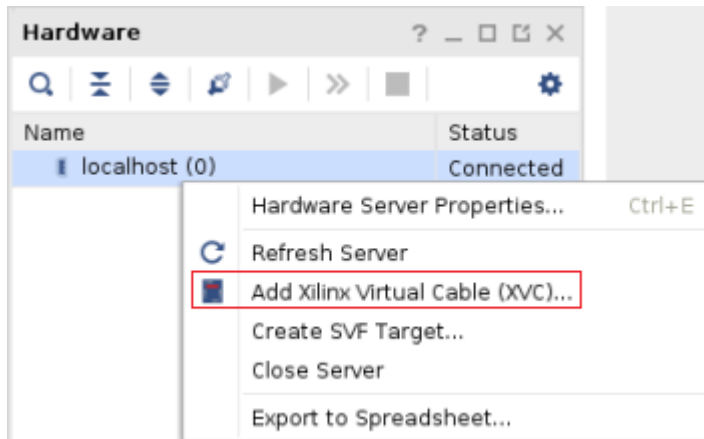 Hardware
Name Status
localhost (0) Connected
Hardware Server Properties... Ctrl+E
Refresh Server
Add Xilinx Virtual Cable (XVC)...
Create SVF Target...
Close Server
Export to Spreadsheet...